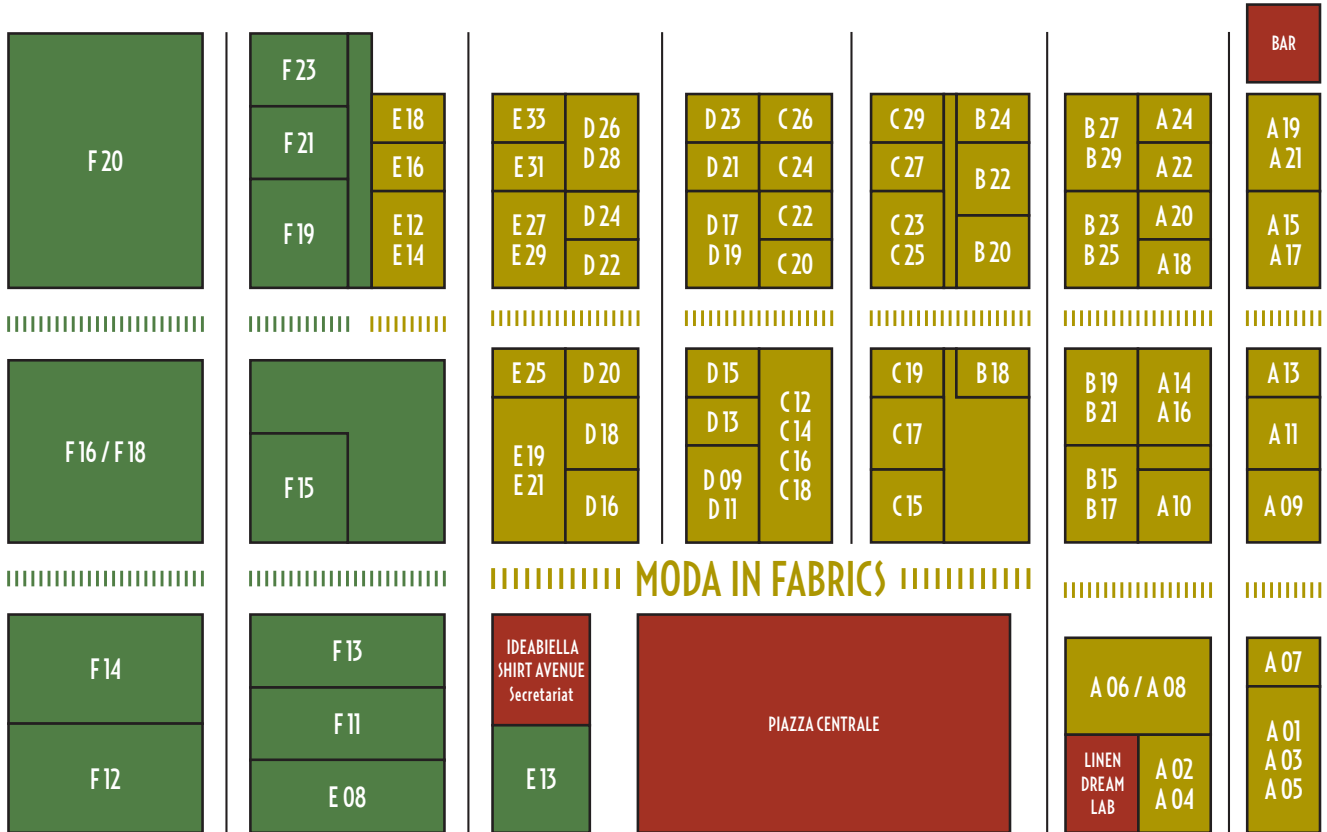 BAR
F 20
F 23
F 21
F 19
E 18
E 16
E 12
E 14
E 33
E 31
E 27
E 29
D 26
D 28
D 24
D 22
D 23
D 21
D 17
D 19
C 26
C 24
C 22
C 20
C 29
C 27
C 23
C 25
B 24
B 22
B 20
B 27
B 29
B 23
B 25
A 24
A 22
A 20
A 18
A 19
A 21
A 15
A 17
F 16 / F 18
F 15
E 25
E 19
E 21
D 20
D 18
D 16
D 15
D 13
D 09
D 11
C 12
C 14
C 16
C 18
C 19
C 17
C 15
B 18
B 19
B 21
B 15
B 17
A 14
A 16
A 10
A 13
A 11
A 09
MODA IN FABRICS
F 14
F 12
F 13
F 11
E 08
IDEABIELLA
SHIRT AVENUE
Secretariat
E 13
PIAZZA CENTRALE
A 06 / A 08
LINEN
DREAM
LAB
A 02
A 04
A 07
A 01
A 03
A 05